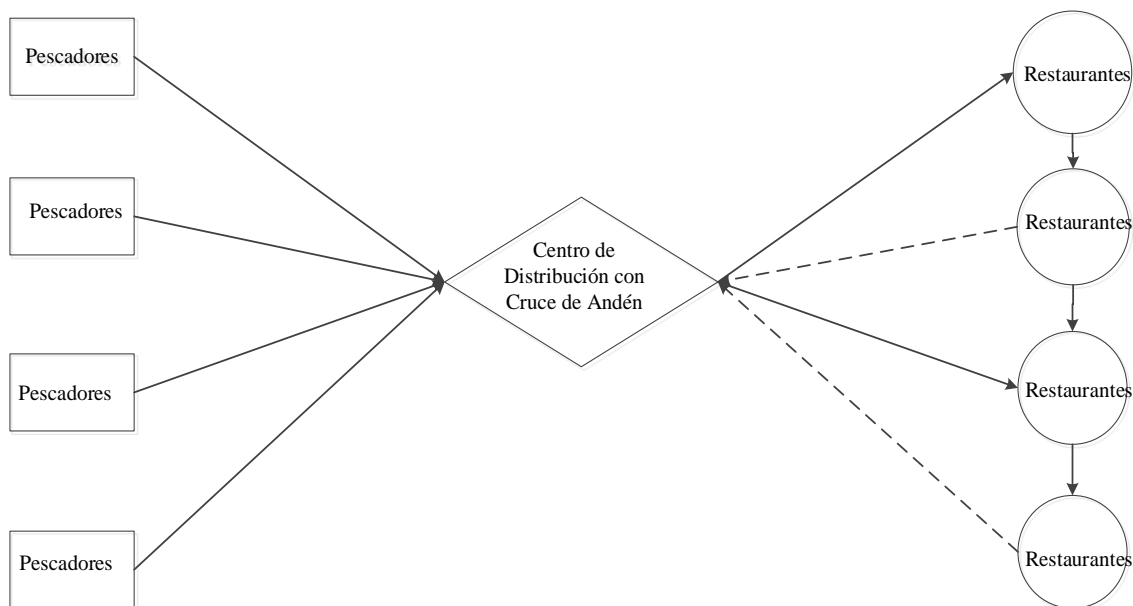 Pescadores
Pescadores
Pescadores
Pescadores
Centro de
Distribución con
Cruce de Andén
Restaurantes
Restaurantes
Restaurantes
Restaurantes